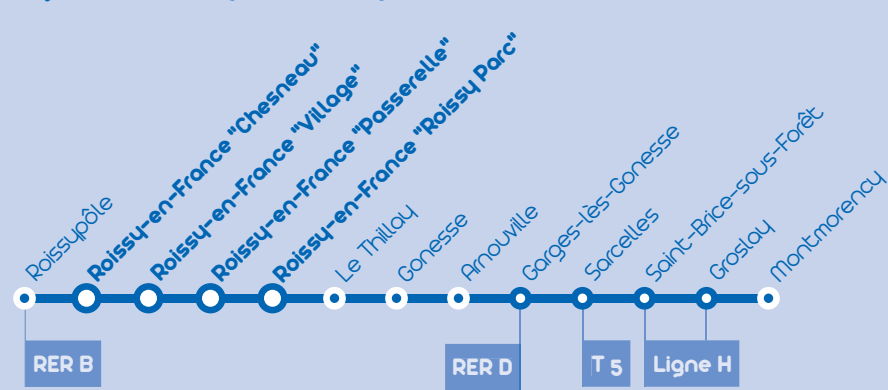 Roissypôle
Roissy-en-France "Chesneau"
Roissy-en-France "Village"
Roissy-en-France "Passerelle"
Roissy-en-France "Roissy Parc"
Le Thillay
Gonesse
Arnouville
Garges-lès-Gonesse
Sarcelles
Saint-Brice-sous-Forêt
Groslay
Montmorency
RER B
RER D
T 5
Ligne H